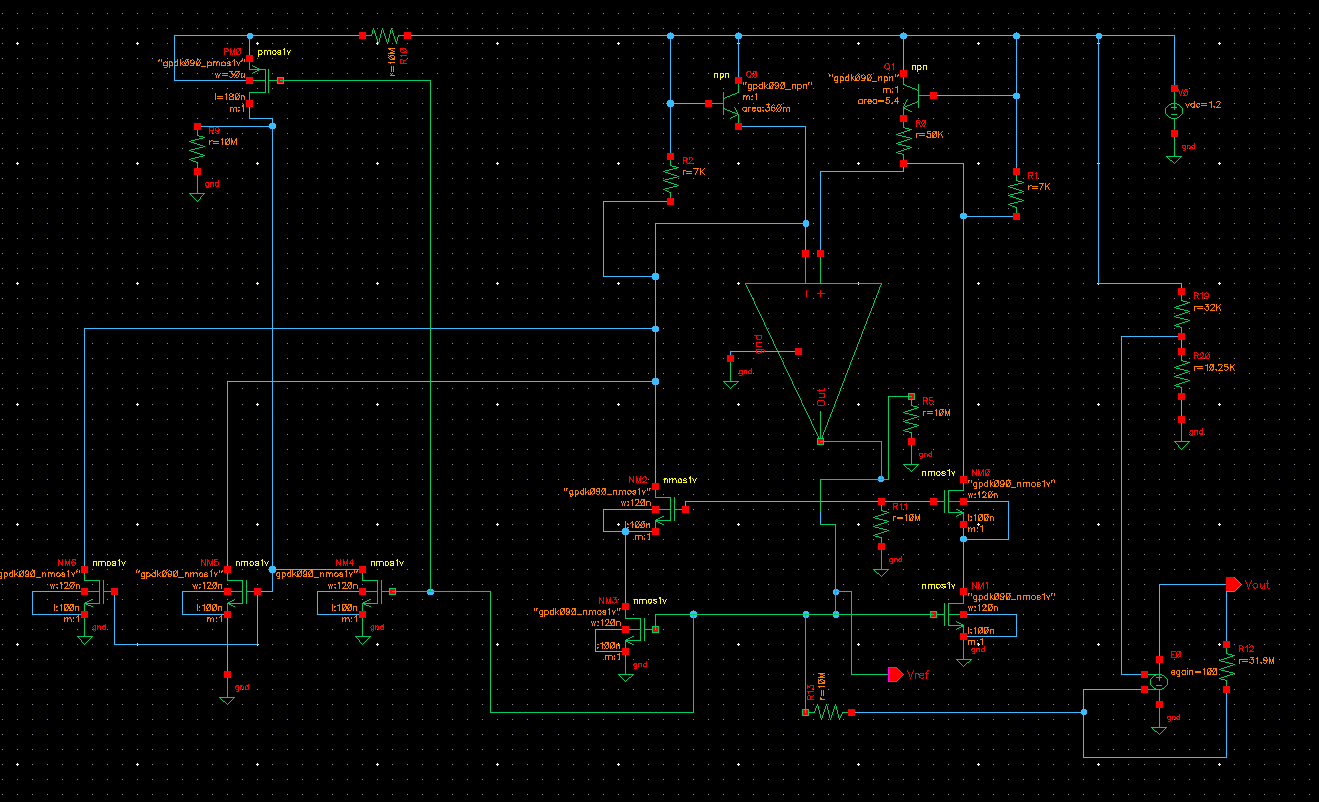 PM0
pmos1v
"gpdk090_pmos1v"
w=30u
l=180n
m:1
r=10M
R10
R9
r=10M
gnd
npn
Q0
"gpdk090_npn"
m:1
area:360m
Q1
npn
"gpdk090_npn"
m:1
area=5.4
r=50K
V0
vdc=1.2
gnd
R2
r=7K
R1
r=7K
- +
gnd
gnd
Out
R19
r=32K
R20
r=10.25K
gnd
R5
r=10M
gnd
NM2
nmos1v
"gpdk090_nmos1v"
w:120n
l:100n
m:1
R11
r=10M
gnd
nmos1v
NM0
"gpdk090_nmos1v"
w:120n
l:100n
m:1
NM6
nmos1v
gpdk090_nmos1v"
w:120n
l:100n
m:1
gnd
NM5
nmos1v
"gpdk090_nmos1v"
w:120n
l:100n
m:1
gnd
NM4
nmos1v
"gpdk090_nmos1v"
w:120n
l:100n
m:1
gnd
NM3
nmos1v
"gpdk090_nmos1v"
w:120n
:100n
m:1
gnd
nmos1v
NM1
"gpdk090_nmos1v"
w:120n
l:100n
m:1
gnd
Vref
R13
r=10M
Vout
E0
egain=100
gnd
R12
r=31.9M